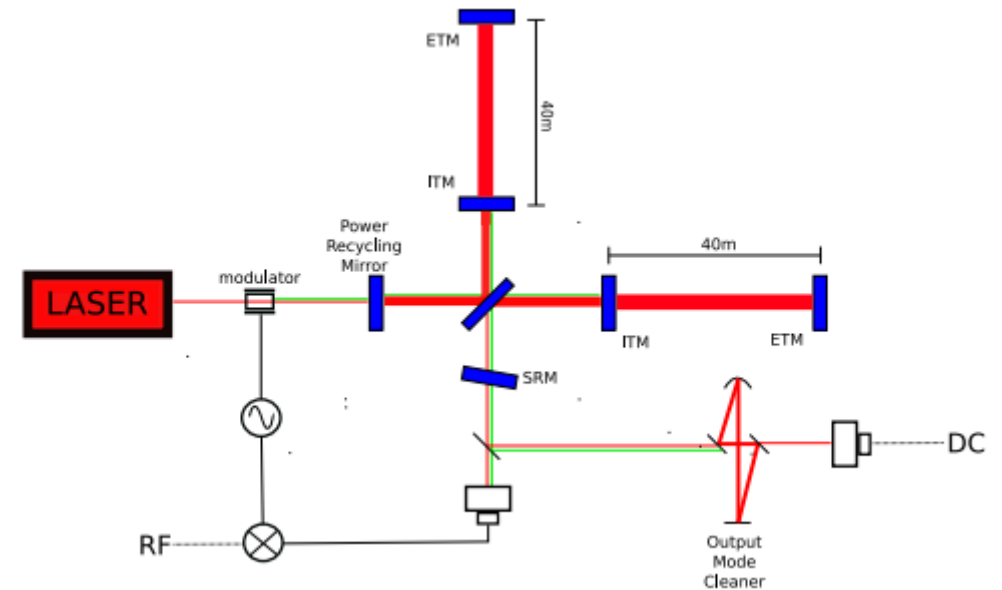 ETM
40m
ITM
Power
Recycling
Mirror
modulator
LASER
40m
ITM
ETM
SRM
DC
RF
Output
Mode
Cleaner